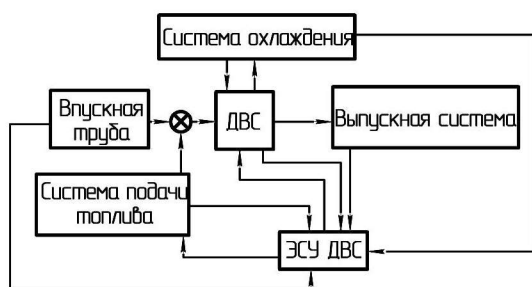 Система охлаждения
Впускная
труба
ДВС
Выпускная система
Система подачи
топлива
ЭСУ ДВС